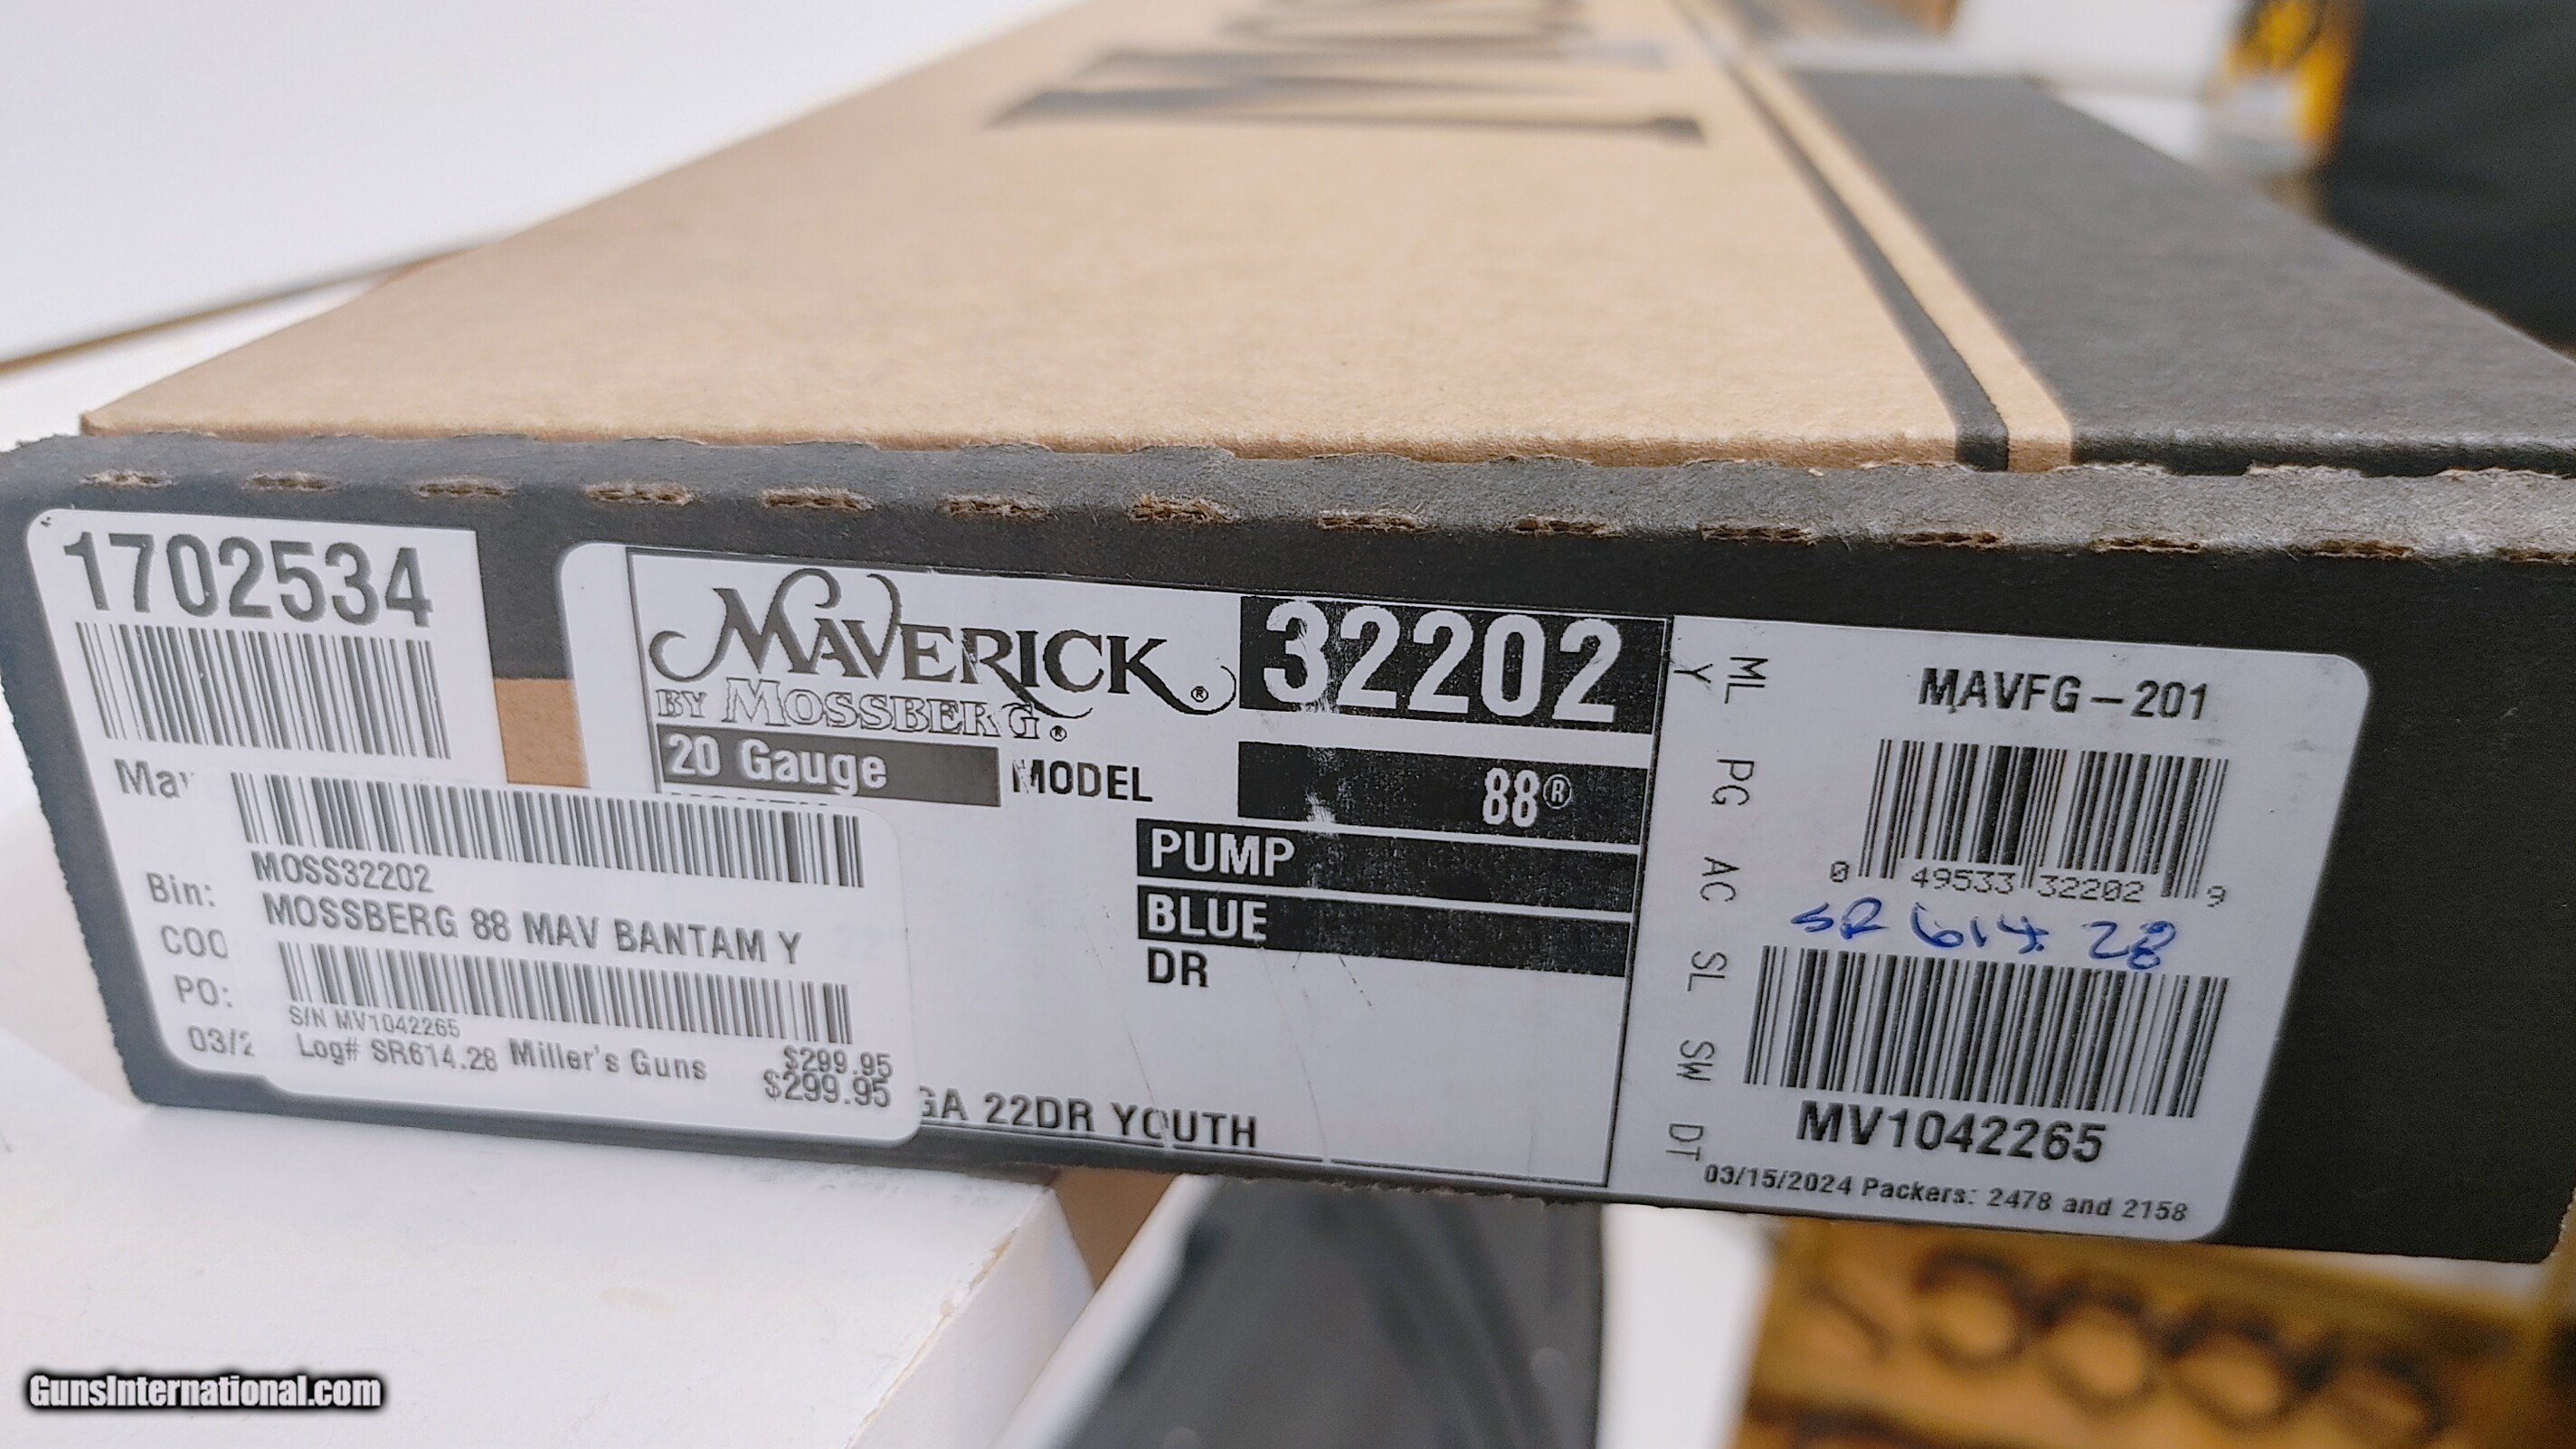 1702534
Mav
Bin:
COO
PO:
03/2
MOSS32202
MOSSBERG 88 MAV BANTAM Y
S/N MV1042265
Log# SR614.28 Miller's Guns
$299.95
$299.95
MAVERICK®
BY MOSSBERG®
20 Gauge
32202
MODEL 88®
PUMP
BLUE
DR
GA 22DR YOUTH
ML PG AC SL SW DT
Y
MAVFG-201
0 49533 32202 9
SR 614.28
MV1042265
03/15/2024 Packers: 2478 and 2158
GunsInternational.com